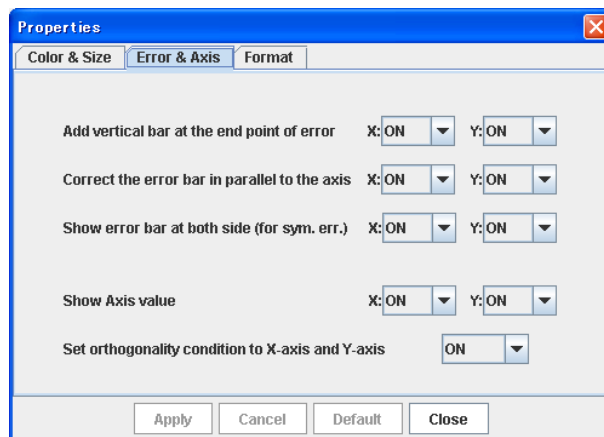 Properties
Color & Size Error & Axis Format
Add vertical bar at the end point of error X: ON Y: ON
Correct the error bar in parallel to the axis X: ON Y: ON
Show error bar at both side (for sym. err.) X: ON Y: ON
Show Axis value X: ON Y: ON
Set orthogonality condition to X-axis and Y-axis ON
Apply Cancel Default Close